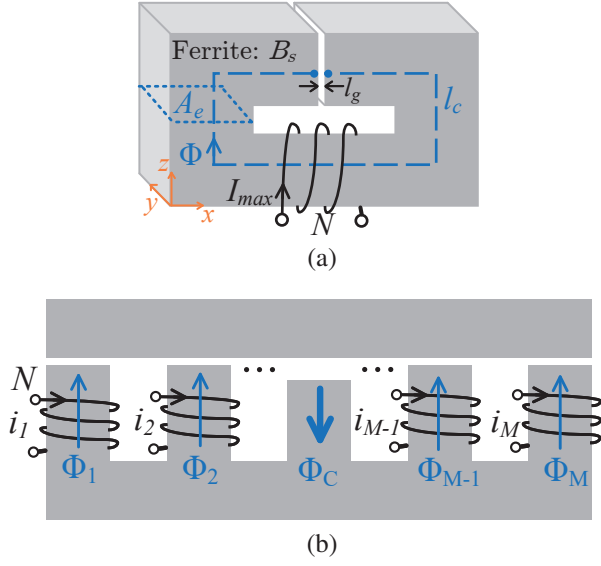 Ferrite: B_s
l_g
A_e
l_c
Φ
z
I_max
y
x
N
(a)
N
i_1
i_2
i_M-1
i_M
Φ_1
Φ_2
Φ_C
Φ_M-1
Φ_M
(b)